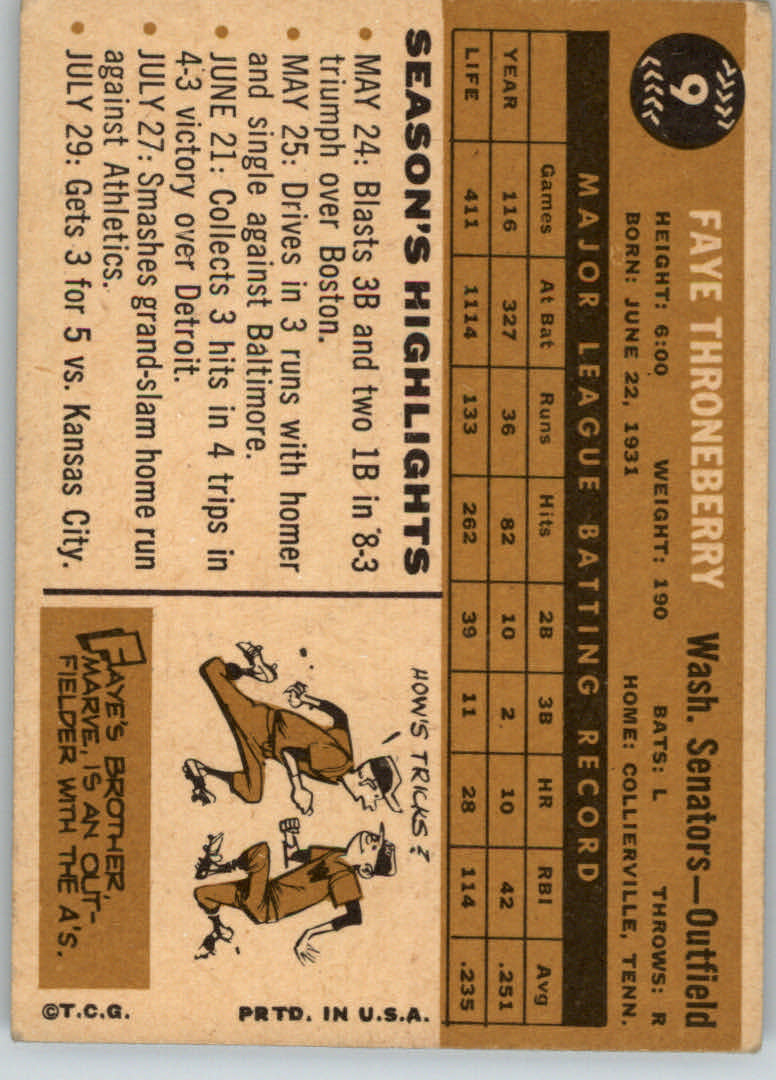 9
FAYE THRONEBERRY Wash. Senators—Outfield
HEIGHT: 6:00 WEIGHT: 190 BATS: L THROWS: R
BORN: JUNE 22, 1931 HOME: COLLIERVILLE, TENN.
MAJOR LEAGUE BATTING RECORD
Games At Bat Runs Hits 2B 3B HR RBI Avg
YEAR 116 327 36 82 10 2 10 42 .251
LIFE 411 1114 133 262 39 11 28 114 .235
SEASON'S HIGHLIGHTS
• MAY 24: Blasts 3B and two 1B in 8-3
triumph over Boston.
• MAY 25: Drives in 3 runs with homer
and single against Baltimore.
• JUNE 21: Collects 3 hits in 4 trips in
4-3 victory over Detroit.
• JULY 27: Smashes grand-slam home run
against Athletics.
• JULY 29: Gets 3 for 5 vs. Kansas City.
HOW'S TRICKS?
W
FAYE'S BROTHER,
MARVE, IS AN OUT-
FIELDER WITH THE A'S.
©T.C.G. PRTD. IN U.S.A.